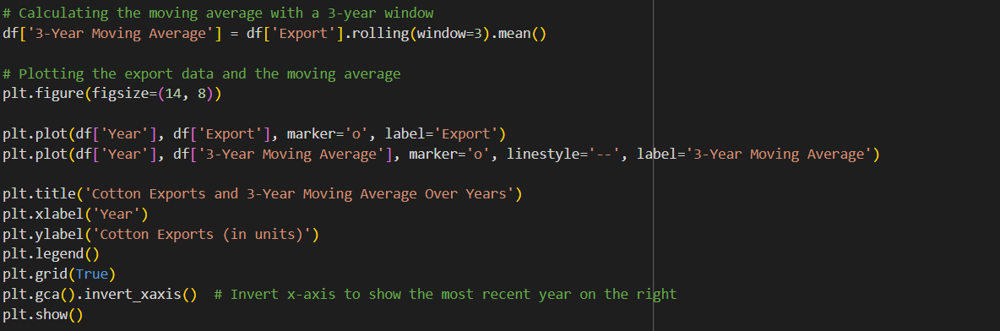 # Calculating the moving average with a 3-year window
df['3-Year Moving Average'] = df['Export'].rolling(window=3).mean()
# Plotting the export data and the moving average
plt.figure(figsize=(14, 8))
plt.plot(df['Year'], df['Export'], marker='o', label='Export')
plt.plot(df['Year'], df['3-Year Moving Average'], marker='o', linestyle='--', label='3-Year Moving Average')
plt.title('Cotton Exports and 3-Year Moving Average Over Years')
plt.xlabel('Year')
plt.ylabel('Cotton Exports (in units)')
plt.legend()
plt.grid(True)
plt.gca().invert_xaxis()  # Invert x-axis to show the most recent year on the right
plt.show()